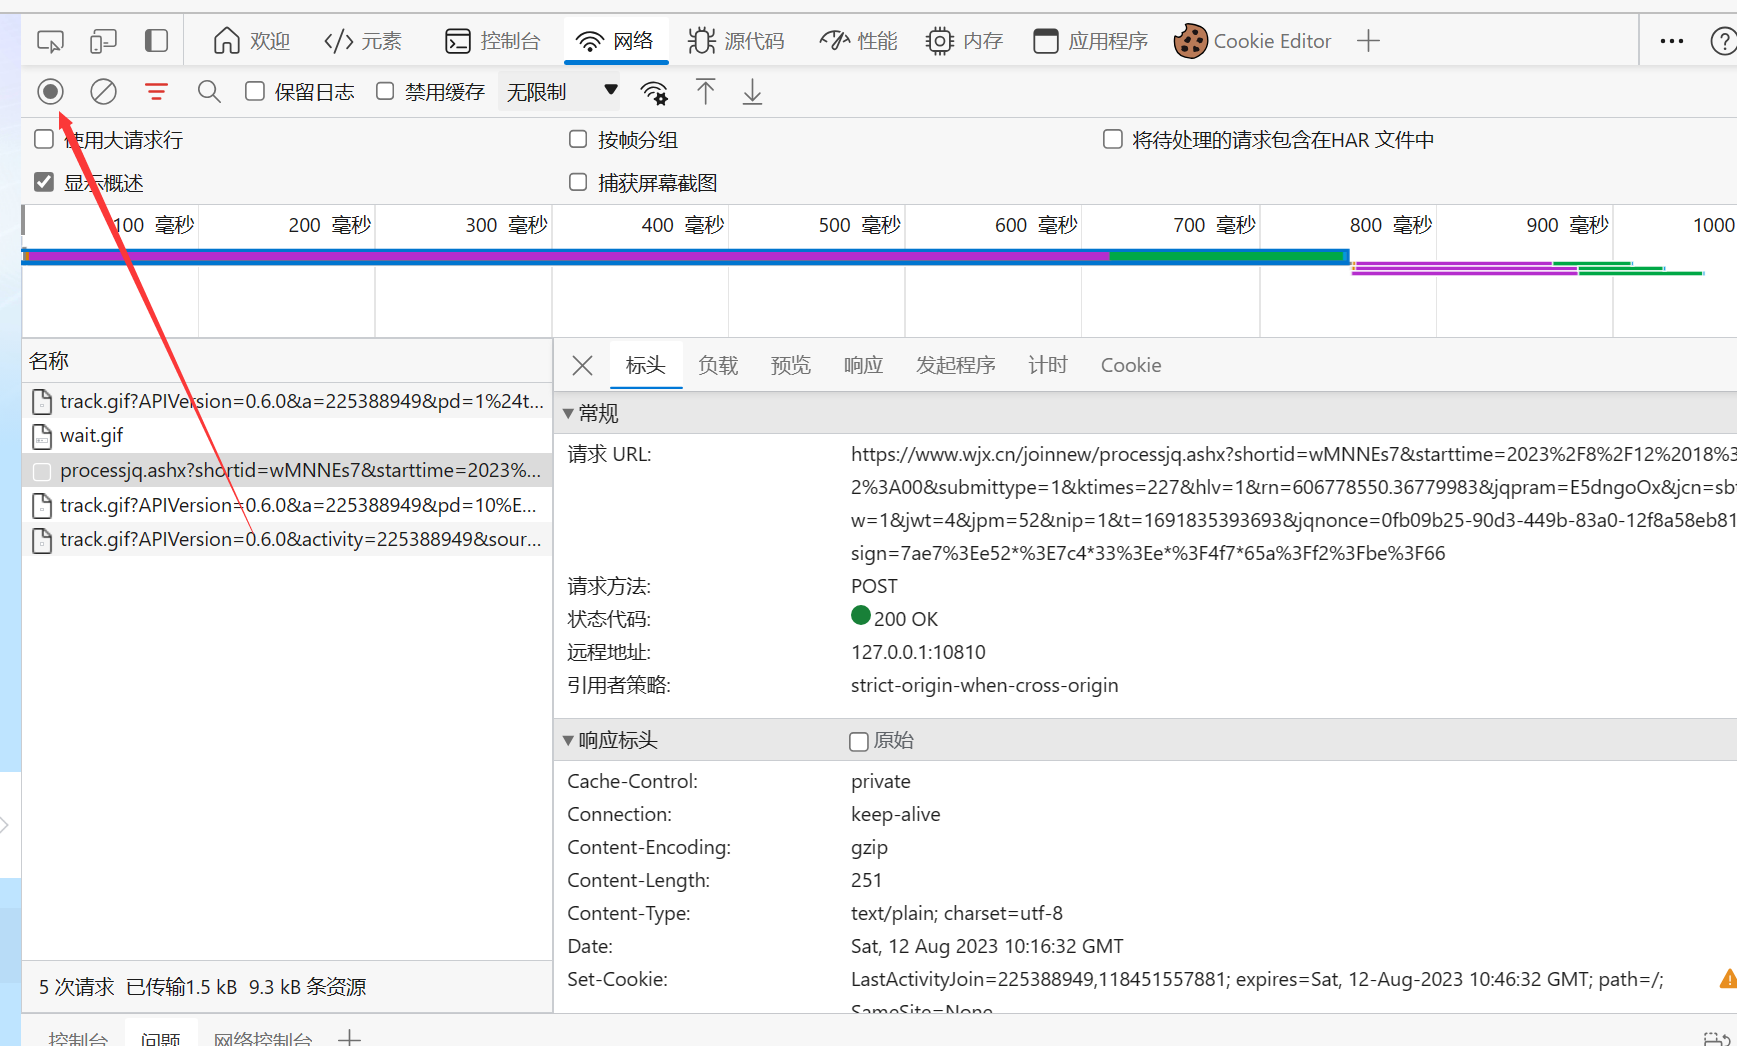 欢迎 元素 控制台 网络 源代码 性能 内存 应用程序 Cookie Editor
保留日志 禁用缓存 无限制
使用大请求行 按帧分组 将待处理的请求包含在HAR 文件中
显示概述 捕获屏幕截图
100 毫秒 200 毫秒 300 毫秒 400 毫秒 500 毫秒 600 毫秒 700 毫秒 800 毫秒 900 毫秒 1000
名称
track.gif?APIVersion=0.6.0&a=225388949&pd=1%24t...
wait.gif
processjq.ashx?shortid=wMNNEs7&starttime=2023%...
track.gif?APIVersion=0.6.0&a=225388949&pd=10%E...
track.gif?APIVersion=0.6.0&activity=225388949&sour...
5 次请求 已传输1.5 kB 9.3 kB 条资源
标头 负载 预览 响应 发起程序 计时 Cookie
常规
请求 URL: https://www.wjx.cn/joinnew/processjq.ashx?shortid=wMNNEs7&starttime=2023%2F8%2F12%2018%3
2%3A00&submittype=1&ktimes=227&hlv=1&rn=606778550.36779983&jqpram=E5dngoOx&jcn=sb
w=1&jwt=4&jpm=52&nip=1&t=1691835393693&jqnonce=0fb09b25-90d3-449b-83a0-12f8a58eb81
sign=7ae7%3Ee52*%3E7c4*33%3Ee*%3F4f7*65a%3Ff2%3Fbe%3F66
请求方法: POST
状态代码: 200 OK
远程地址: 127.0.0.1:10810
引用者策略: strict-origin-when-cross-origin
响应标头 原始
Cache-Control: private
Connection: keep-alive
Content-Encoding: gzip
Content-Length: 251
Content-Type: text/plain; charset=utf-8
Date: Sat, 12 Aug 2023 10:16:32 GMT
Set-Cookie: LastActivityJoin=225388949,118451557881; expires=Sat, 12-Aug-2023 10:46:32 GMT; path=/;
SameSite=None
控制台 问题 网络控制台